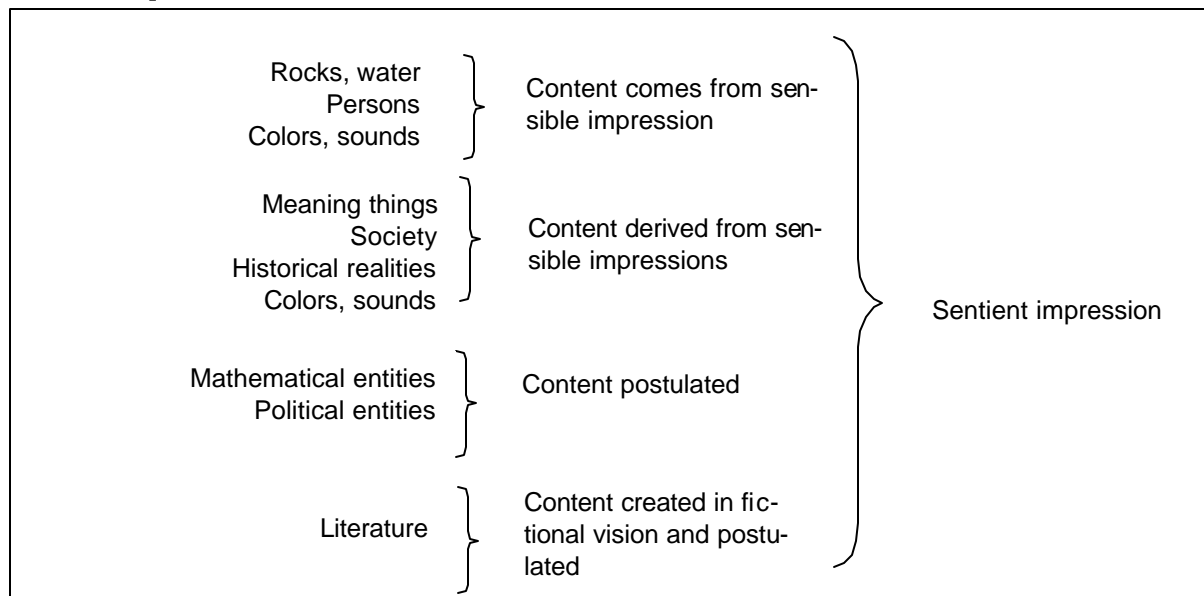 Rocks, water
Persons
Colors, sounds
Content comes from sen-
sible impression
Meaning things
Society
Historical realities
Colors, sounds
Content derived from sen-
sible impressions
Mathematical entities
Political entities
Content postulated
Literature
Content created in fic-
tional vision and postu-
lated
Sentient impression